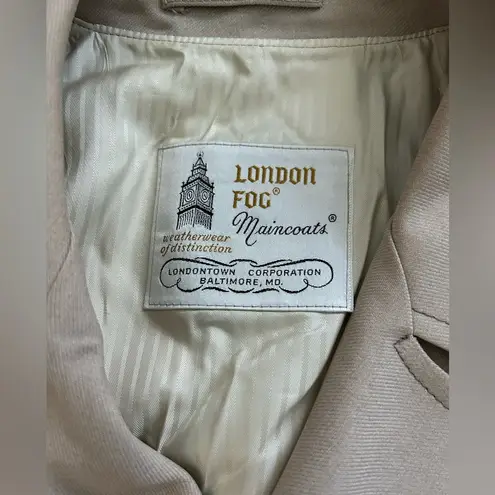 LONDON
FOG®
Maincoats®
weatherwear
of distinction
LONDONTOWN CORPORATION
BALTIMORE, MD.